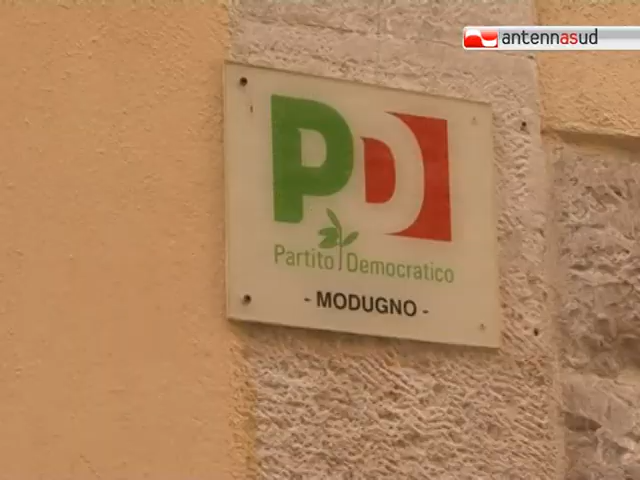 antennasud
PD
Partito Democratico
- MODUGNO -